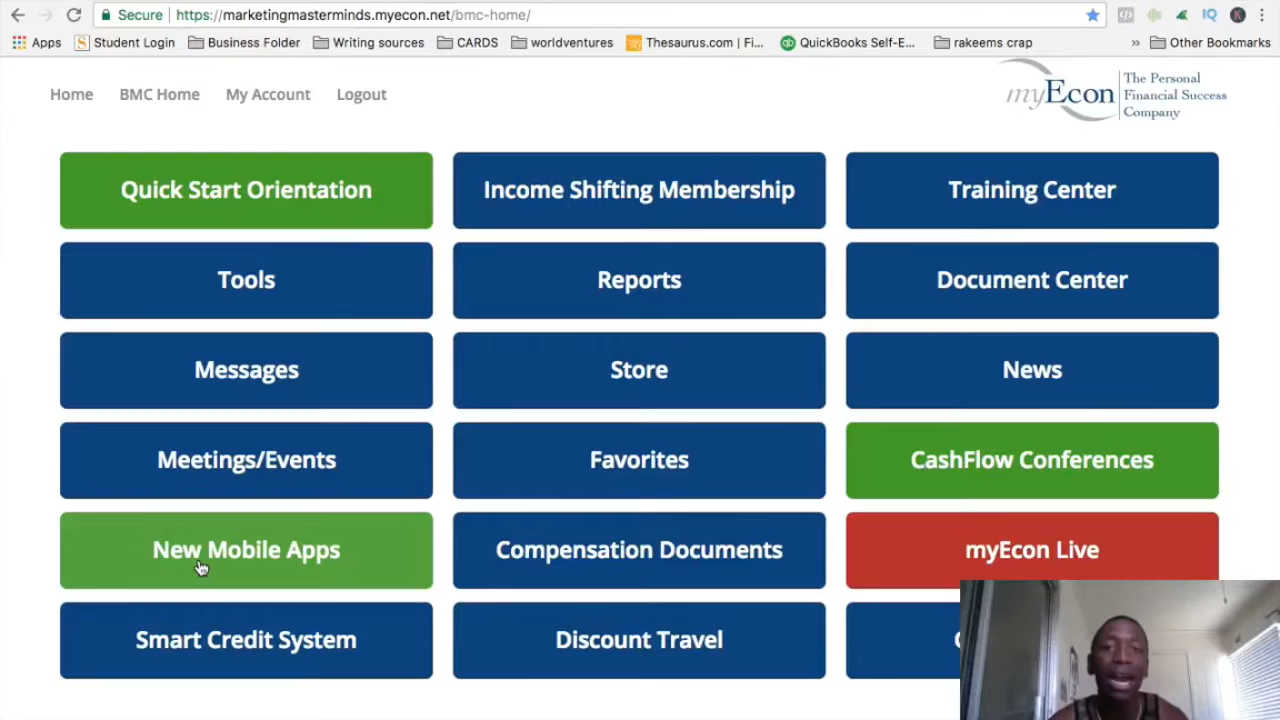 Secure
https://marketingmasterminds.myecon.net/bmc-home/
Apps
Student Login
Business Folder
Writing sources
CARDS
worldventures
Thesaurus.com | Fi...
QuickBooks Self-E...
rakeems crap
»
Other Bookmarks
Home
BMC Home
My Account
Logout
myEcon
The Personal
Financial Success
Company
Quick Start Orientation
Income Shifting Membership
Training Center
Tools
Reports
Document Center
Messages
Store
News
Meetings/Events
Favorites
CashFlow Conferences
New Mobile Apps
Compensation Documents
myEcon Live
Smart Credit System
Discount Travel